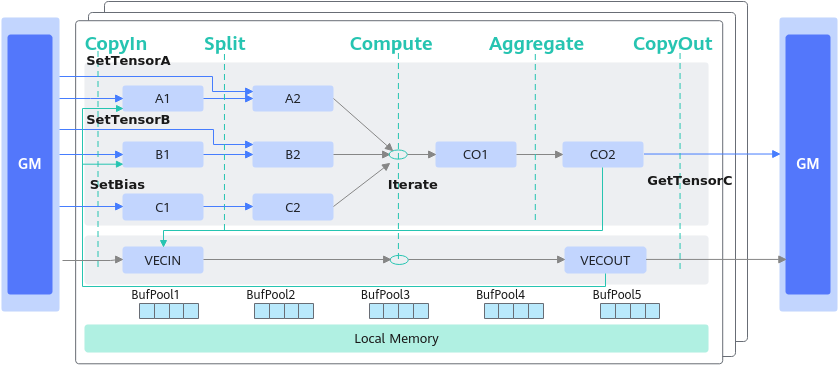 CopyIn
Split
Compute
Aggregate
CopyOut
SetTensorA
A1
A2
SetTensorB
GM
B1
B2
CO1
CO2
GM
SetBias
Iterate
GetTensorC
C1
C2
VECIN
VECOUT
BufPool1
BufPool2
BufPool3
BufPool4
BufPool5
Local Memory